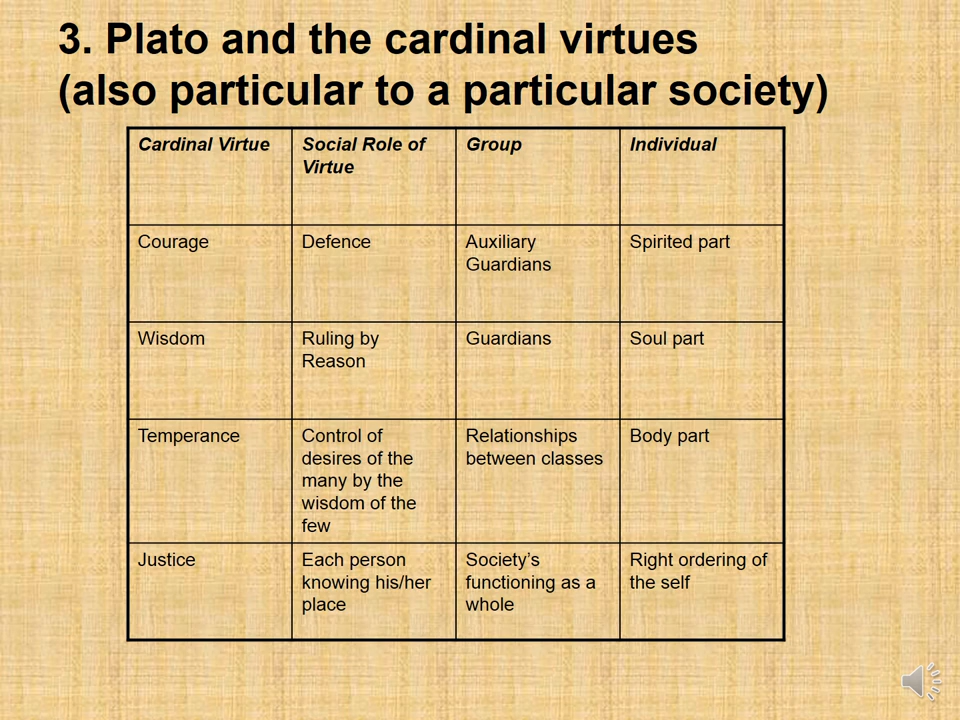 3. Plato and the cardinal virtues
(also particular to a particular society)
Cardinal Virtue
Social Role of
Virtue
Group
Individual
Courage
Defence
Auxiliary
Guardians
Spirited part
Wisdom
Ruling by
Reason
Guardians
Soul part
Temperance
Control of
desires of the
many by the
wisdom of the
few
Relationships
between classes
Body part
Justice
Each person
knowing his/her
place
Society's
functioning as a
whole
Right ordering of
the self